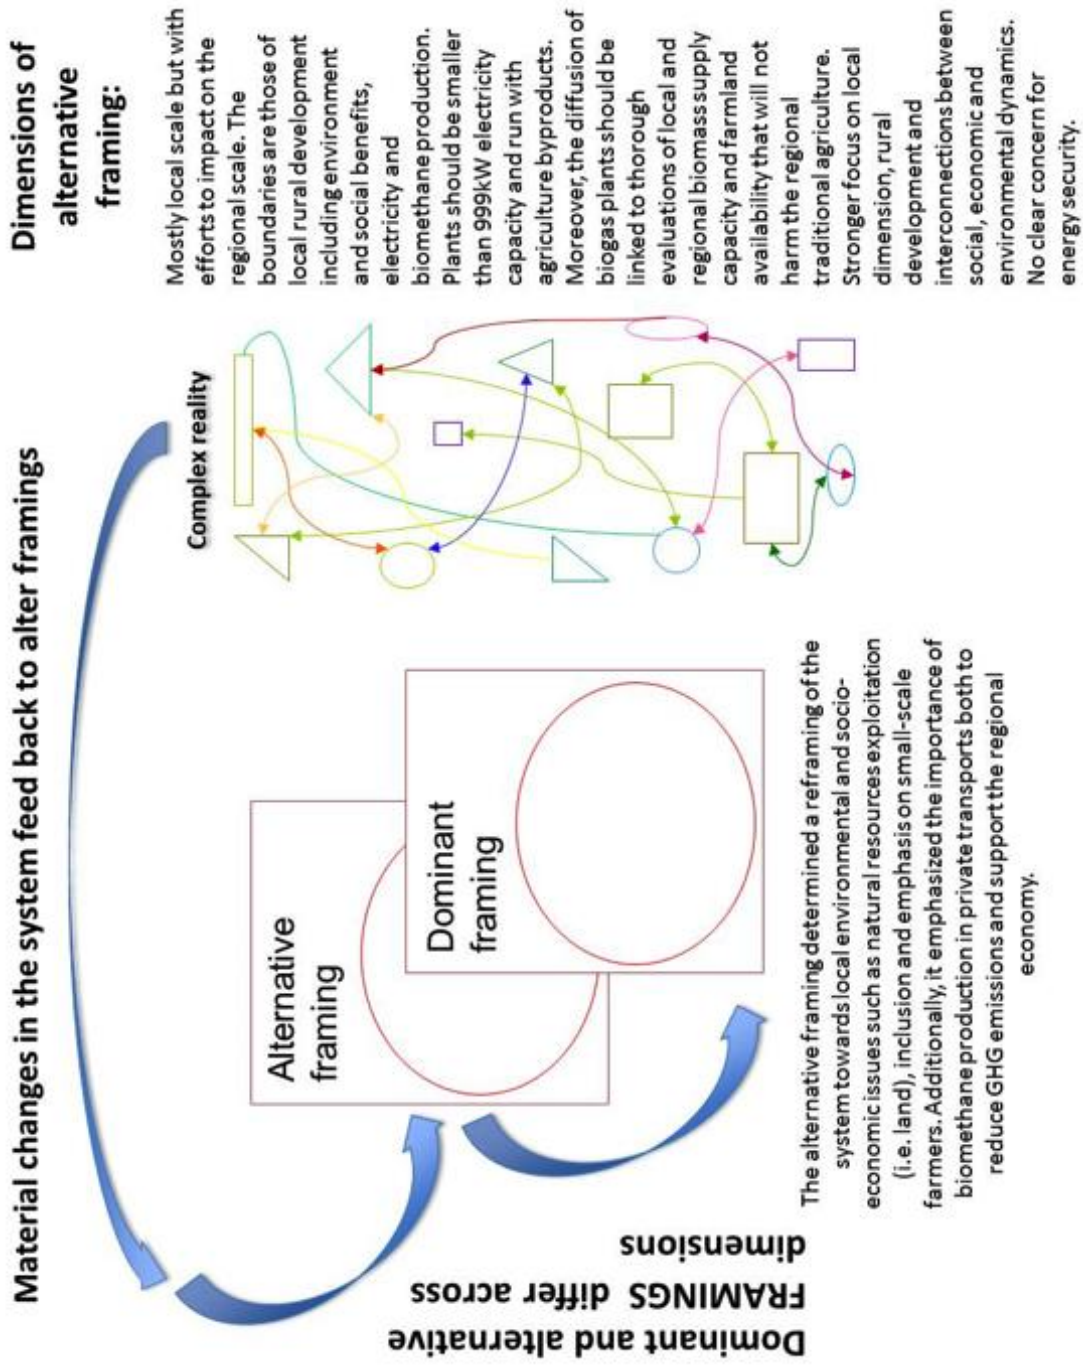 Material changes in the system feed back to alter framings
Dominant and alternative
FRAMINGS differ across
dimensions
Alternative
framing
Dominant
framing
The alternative framing determined a reframing of the
system towards local environmental and socio-
economic issues such as natural resources exploitation
(i.e. land), inclusion and emphasis on small-scale
farmers. Additionally, it emphasized the importance of
biomethane production in private transports both to
reduce GHG emissions and support the regional
economy.
Complex reality
Dimensions of
alternative
framing:
Mostly local scale but with
efforts to impact on the
regional scale. The
boundaries are those of
local rural development
including environment
and social benefits,
electricity and
biomethane production.
Plants should be smaller
than 999kW electricity
capacity and run with
agriculture byproducts.
Moreover, the diffusion of
biogas plants should be
linked to thorough
evaluations of local and
regional biomass supply
capacity and farmland
availability that will not
harm the regional
traditional agriculture.
Stronger focus on local
dimension, rural
development and
interconnections between
social, economic and
environmental dynamics.
No clear concern for
energy security.